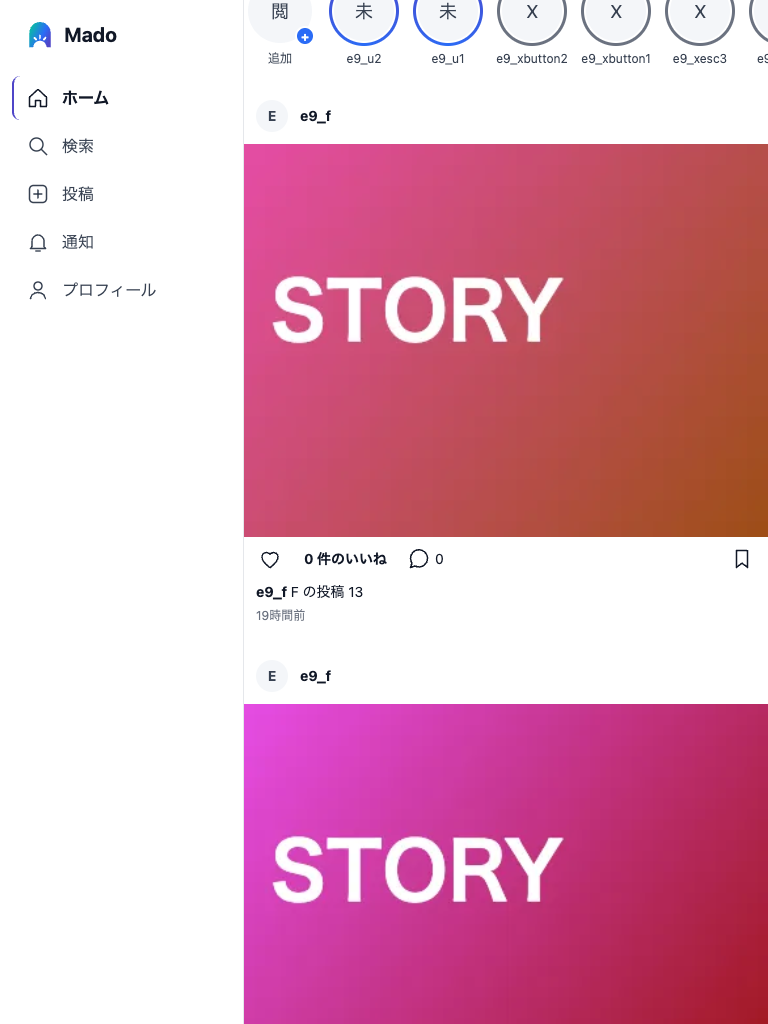 Mado
ホーム
検索
投稿
通知
プロフィール
閲 未 未 X X X
追加 e9_u2 e9_u1 e9_xbutton2 e9_xbutton1 e9_xesc3
E e9_f
STORY
0 件のいいね 0
e9_f F の投稿 13
19時間前
E e9_f
STORY